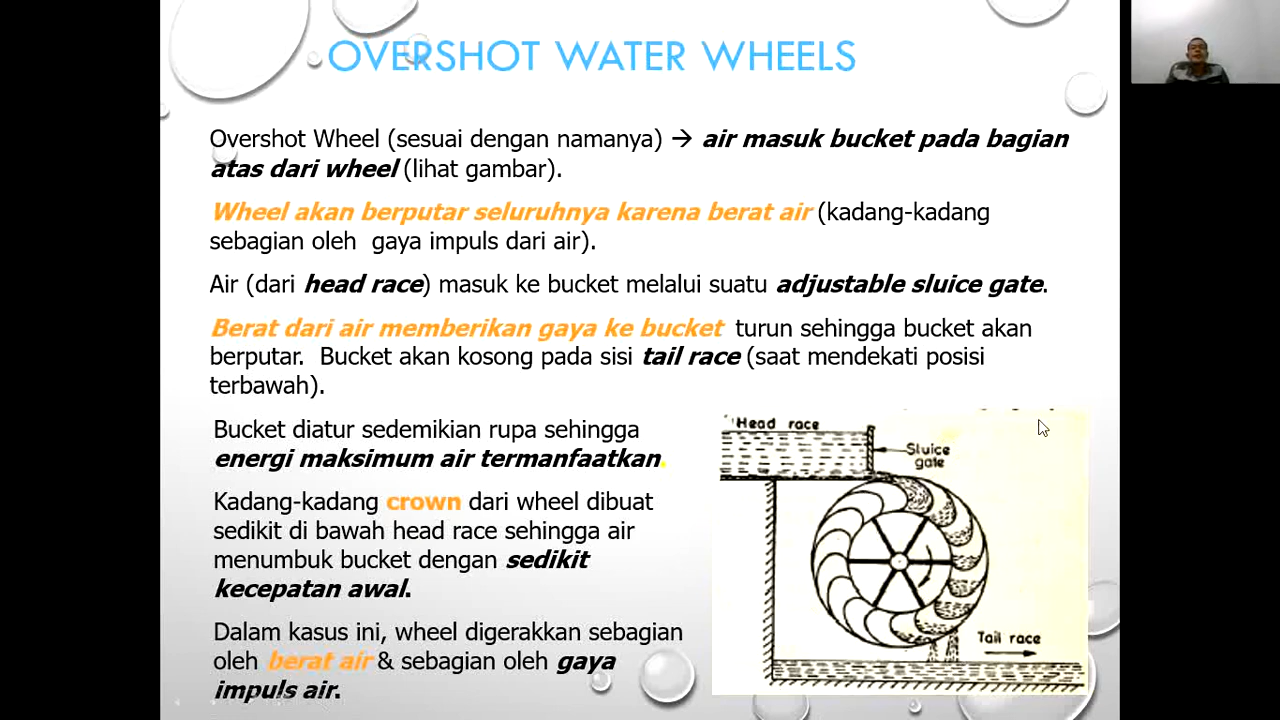 OVERSHOT WATER WHEELS
Overshot Wheel (sesuai dengan namanya) → air masuk bucket pada bagian
atas dari wheel (lihat gambar).
Wheel akan berputar seluruhnya karena berat air (kadang-kadang
sebagian oleh gaya impuls dari air).
Air (dari head race) masuk ke bucket melalui suatu adjustable sluice gate.
Berat dari air memberikan gaya ke bucket turun sehingga bucket akan
berputar. Bucket akan kosong pada sisi tail race (saat mendekati posisi
terbawah).
Bucket diatur sedemikian rupa sehingga
energi maksimum air termanfaatkan.
Kadang-kadang crown dari wheel dibuat
sedikit di bawah head race sehingga air
menumbuk bucket dengan sedikit
kecepatan awal.
Dalam kasus ini, wheel digerakkan sebagian
oleh berat air & sebagian oleh gaya
impuls air.
Head race
Sluice
gate
Tail race